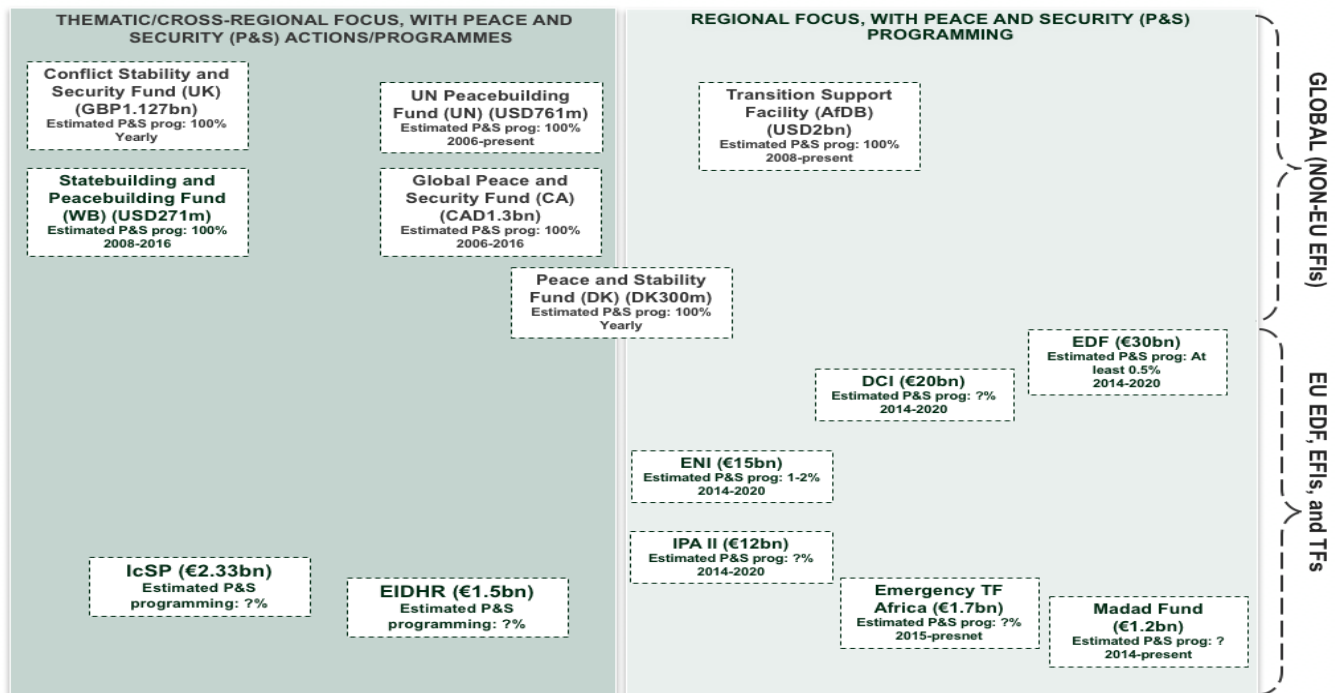 THEMATIC/CROSS-REGIONAL FOCUS, WITH PEACE AND
SECURITY (P&S) ACTIONS/PROGRAMMES
REGIONAL FOCUS, WITH PEACE AND SECURITY (P&S)
PROGRAMMING
Conflict Stability and
Security Fund (UK)
(GBP1.127bn)
Estimated P&S prog: 100%
Yearly
UN Peacebuilding
Fund (UN) (USD761m)
Estimated P&S prog: 100%
2006-present
Transition Support
Facility (AfDB)
(USD2bn)
Estimated P&S prog: 100%
2008-present
Statebuilding and
Peacebuilding Fund
(WB) (USD271m)
Estimated P&S prog: 100%
2008-2016
Global Peace and
Security Fund (CA)
(CAD1.3bn)
Estimated P&S prog: 100%
2006-2016
Peace and Stability
Fund (DK) (DK300m)
Estimated P&S prog: 100%
Yearly
GLOBAL (NON-EU EFIs)
EDF (€30bn)
Estimated P&S prog: At
least 0.5%
2014-2020
DCI (€20bn)
Estimated P&S prog: ?%
2014-2020
ENI (€15bn)
Estimated P&S prog: 1-2%
2014-2020
IPA II (€12bn)
Estimated P&S prog: ?%
2014-2020
IcSP (€2.33bn)
Estimated P&S
programming: ?%
EIDHR (€1.5bn)
Estimated P&S
programming: ?%
Emergency TF
Africa (€1.7bn)
Estimated P&S prog: ?%
2015-presnet
Madad Fund
(€1.2bn)
Estimated P&S prog: ?
2014-present
EU EDF, EFIs, and TFs